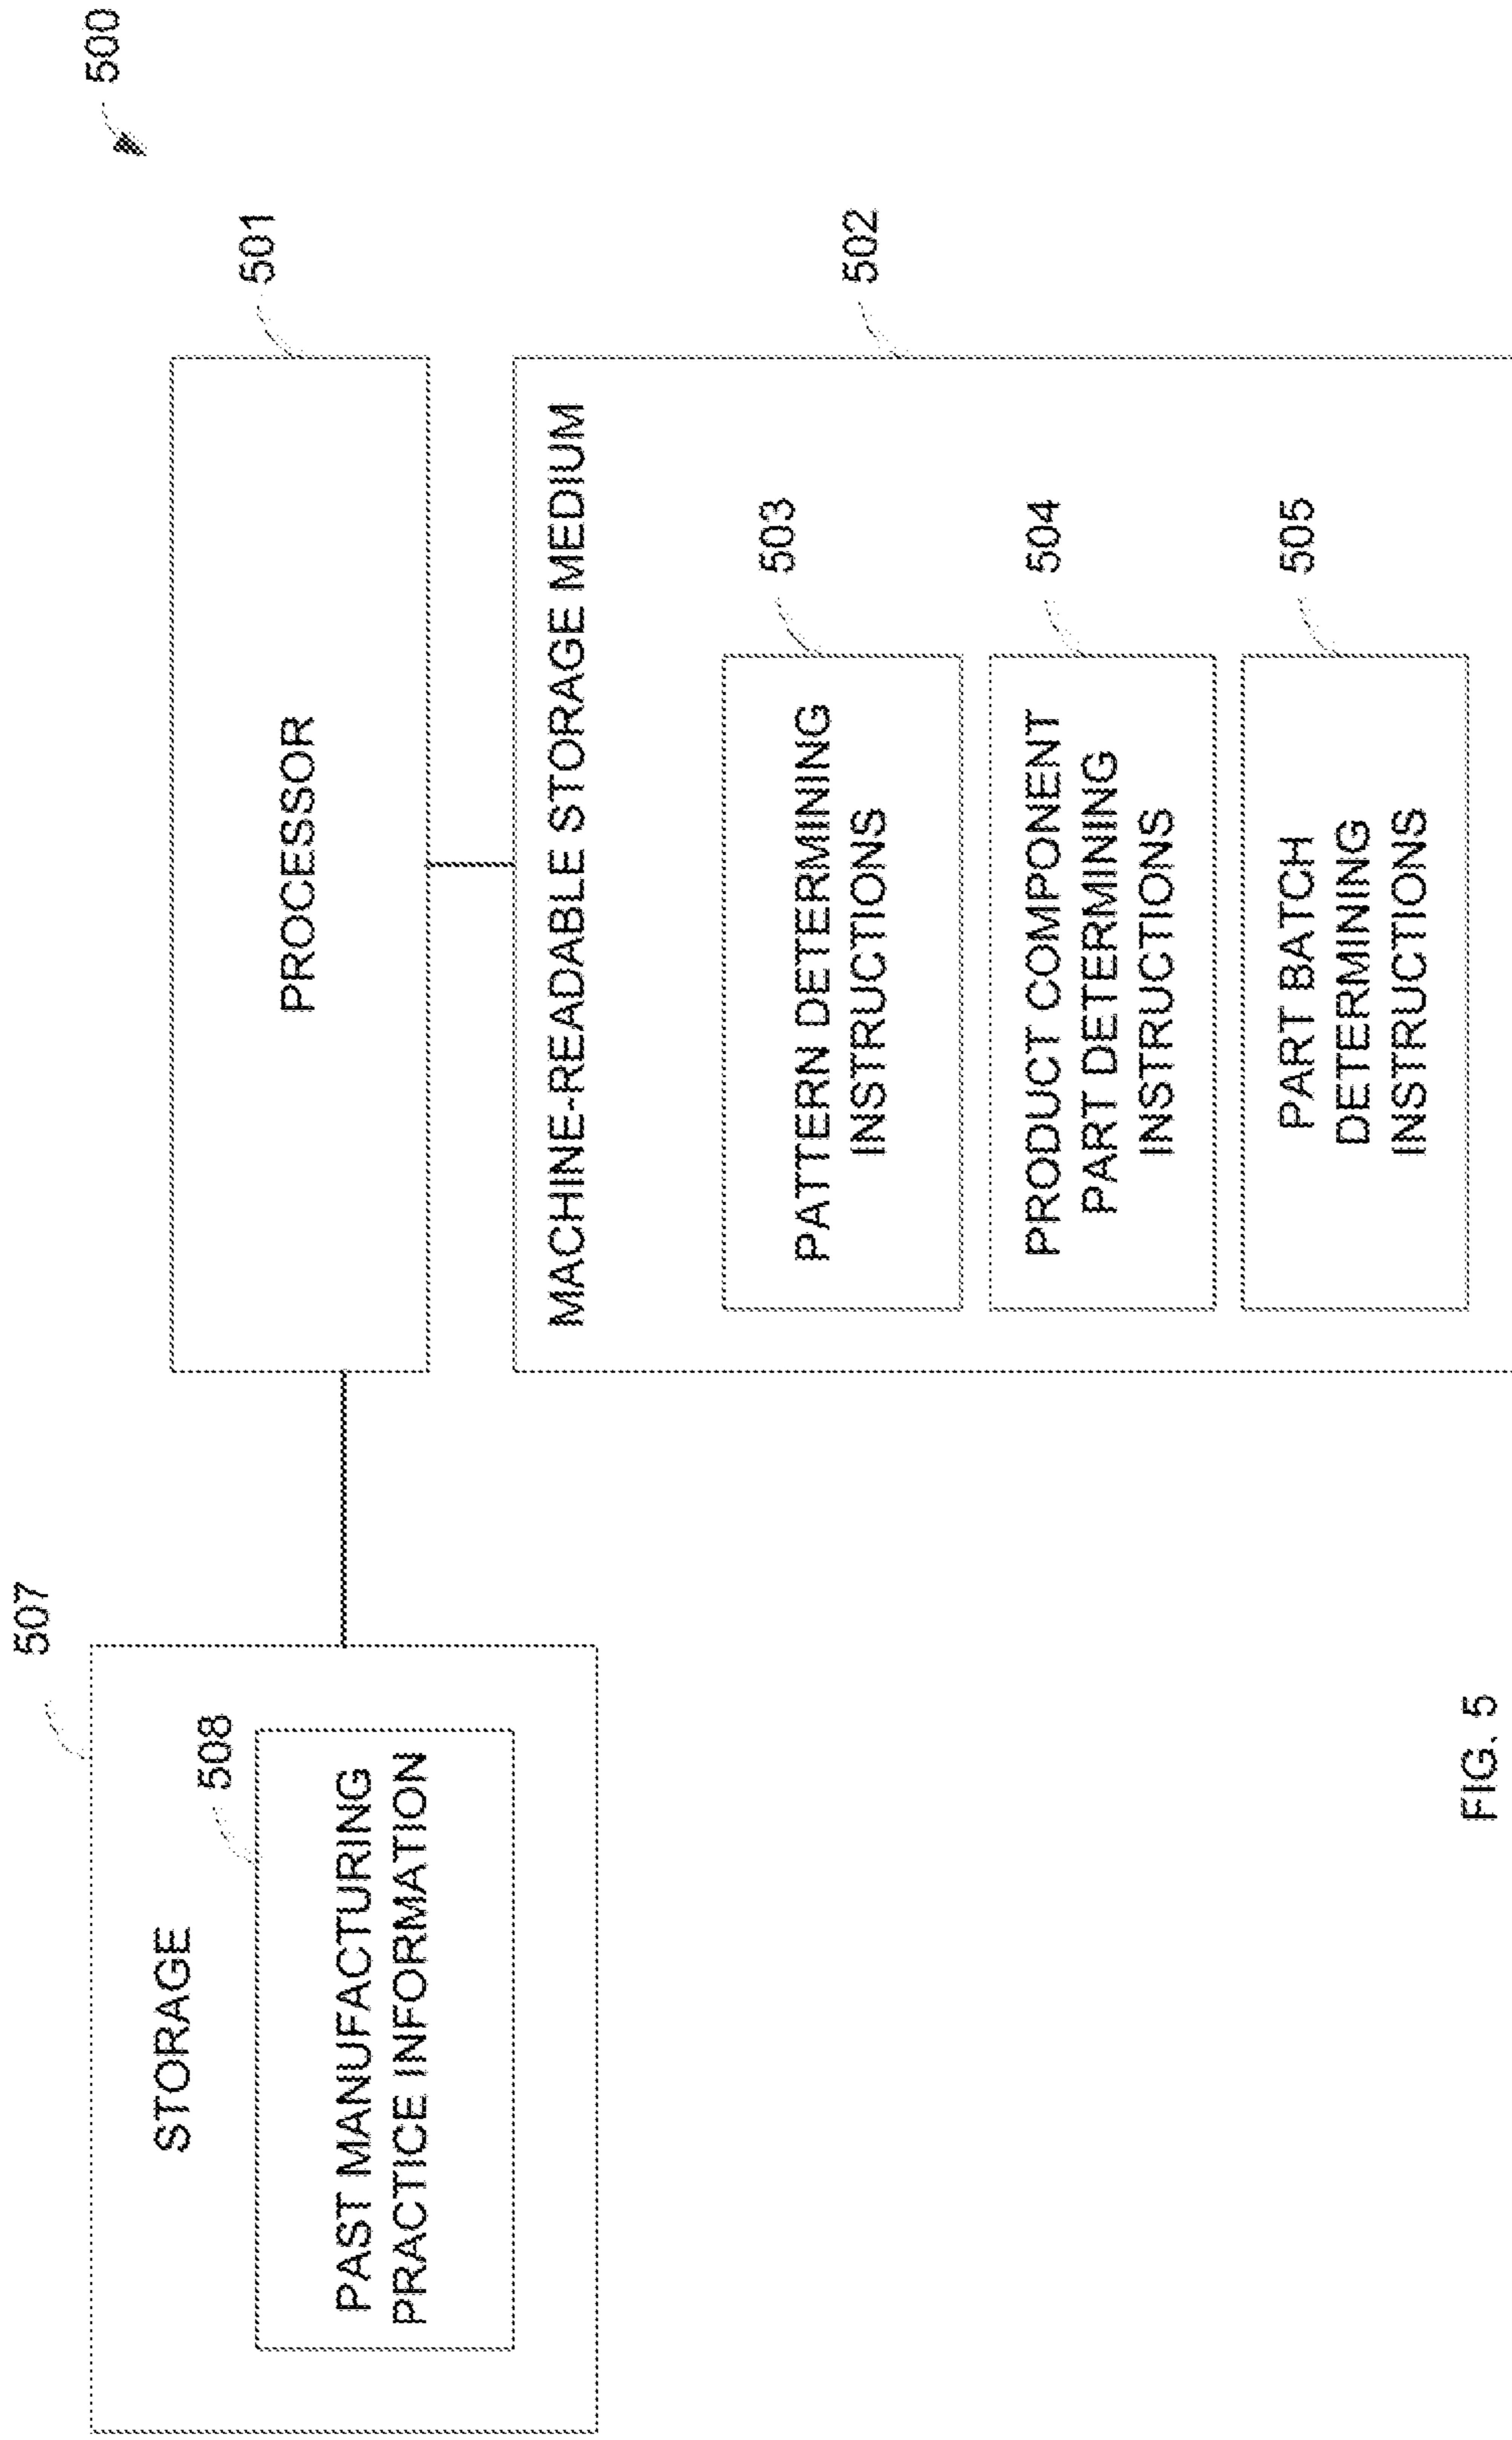 500
507
STORAGE
508
PAST MANUFACTURING
PRACTICE INFORMATION
501
PROCESSOR
502
MACHINE-READABLE STORAGE MEDIUM
503
PATTERN DETERMINING
INSTRUCTIONS
504
PRODUCT COMPONENT
PART DETERMINING
INSTRUCTIONS
505
PART BATCH
DETERMINING
INSTRUCTIONS
FIG. 5